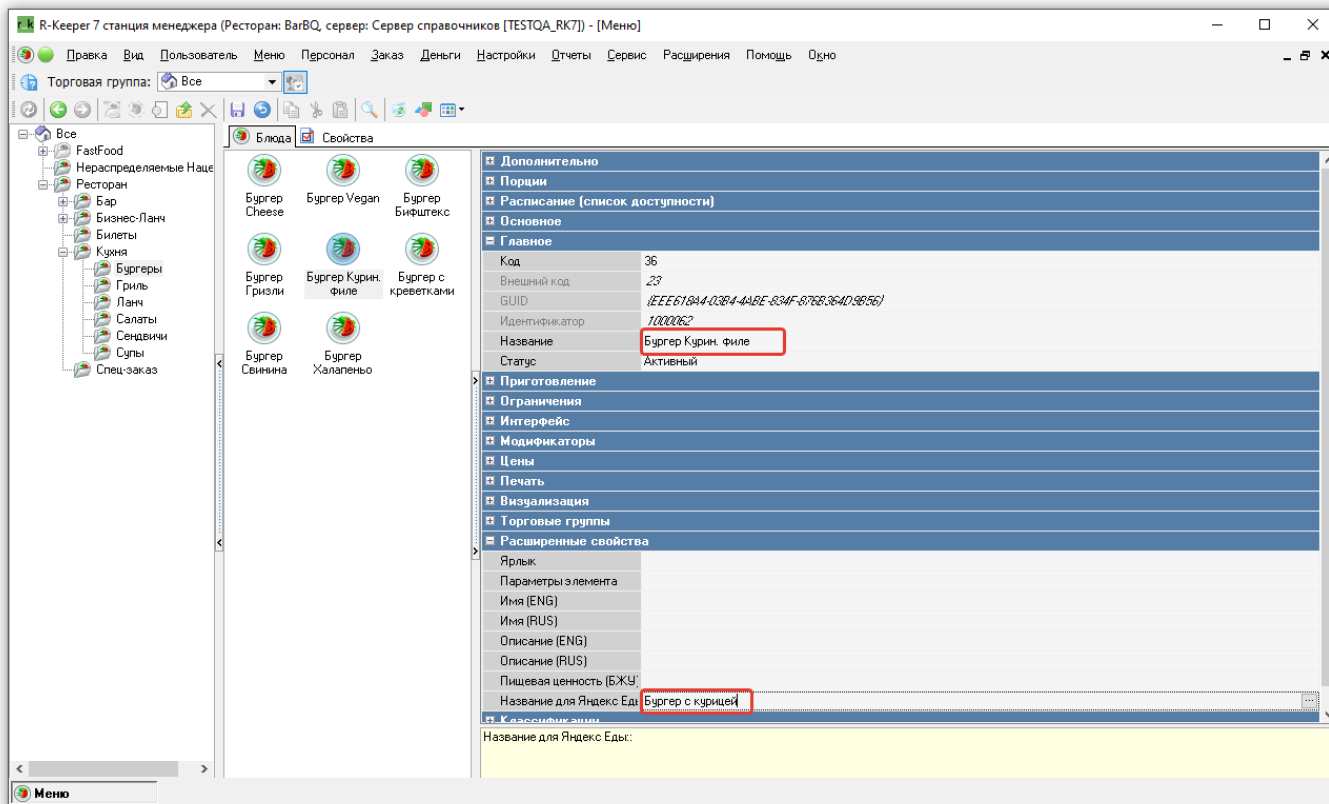 R-Keeper 7 станция менеджера (Ресторан: BarBQ, сервер: Сервер справочников [TESTQA_RK7]) - [Меню]
Правка Вид Пользователь Меню Персонал Заказ Деньги Настройки Отчеты Сервис Расширения Помощь Окно
Торговая группа: Все
Все
FastFood
Нераспределяемые Наце
Ресторан
Бар
Бизнес-Ланч
Билеты
Кухня
Бургеры
Гриль
Ланч
Салаты
Сендвичи
Супы
Спец-заказ
Блюда Свойства
Бургер Cheese
Бургер Vegan
Бургер Бифштекс
Бургер Гризли
Бургер Курин. филе
Бургер с креветками
Бургер Свинина
Бургер Халапеньо
Дополнительно
Порции
Расписание (список доступности)
Основное
Главное
Код 36
Внешний код 23
GUID {EEE618A4-03B4-4ABE-834F-876B364D9B56}
Идентификатор 1000062
Название Бургер Курин. филе
Статус Активный
Приготовление
Ограничения
Интерфейс
Модификаторы
Цены
Печать
Визуализация
Торговые группы
Расширенные свойства
Ярлык
Параметры элемента
Имя (ENG)
Имя (RUS)
Описание (ENG)
Описание (RUS)
Пищевая ценность (БЖУ)
Название для Яндекс Еды Бургер с курицей
Классификации
Название для Яндекс Еды::
Меню